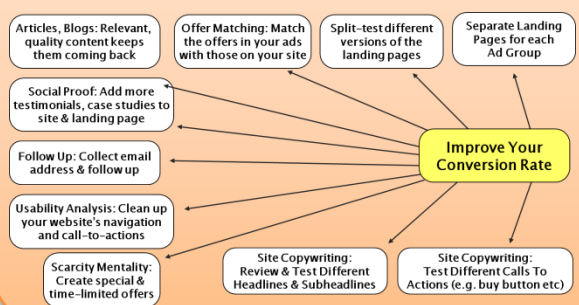 Articles, Blogs: Relevant,
quality content keeps
them coming back
Offer Matching: Match
the offers in your ads
with those on your site
Split-test different
versions of the
landing pages
Separate Landing
Pages for each
Ad Group
Social Proof: Add more
testimonials, case studies to
site & landing page
Improve Your
Conversion Rate
Follow Up: Collect email
address & follow up
Usability Analysis: Clean up
your website's navigation
and call-to-actions
Scarcity Mentality:
Create special &
time-limited offers
Site Copywriting:
Review & Test Different
Headlines & Subheadlines
Site Copywriting:
Test Different Calls To
Actions (e.g. buy button etc)